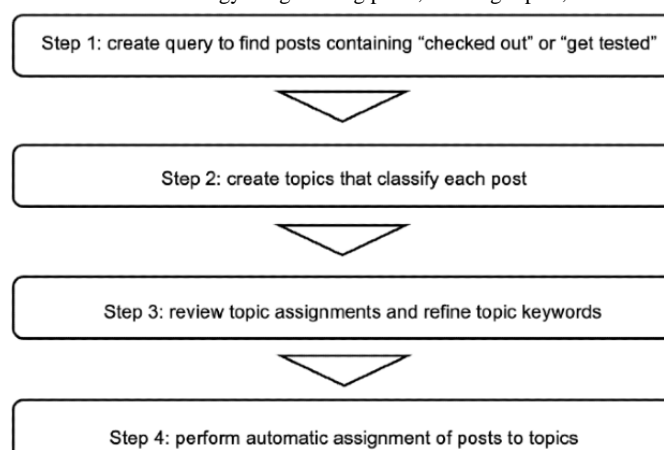 Step 1: create query to find posts containing “checked out” or “get tested”
Step 2: create topics that classify each post
Step 3: review topic assignments and refine topic keywords
Step 4: perform automatic assignment of posts to topics